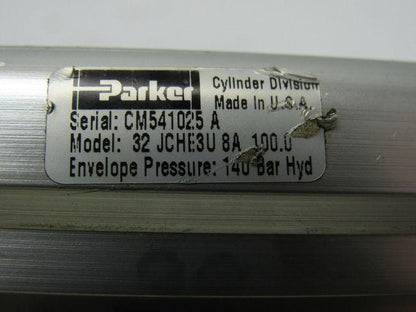 Parker Cylinder Division
Made In U.S.A.
Serial: CM541025 A
Model: 32 JCHE3U 8A 100.0
Envelope Pressure: 140 Bar Hyd